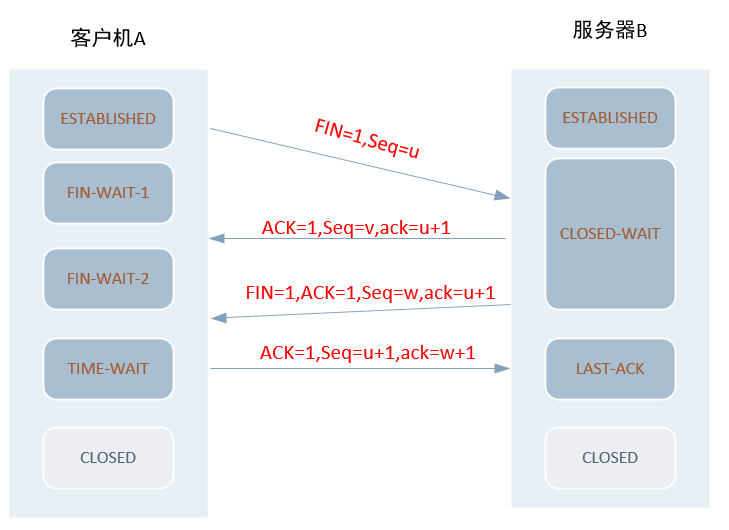 客户机A
服务器B
ESTABLISHED
ESTABLISHED
FIN=1,Seq=u
FIN-WAIT-1
ACK=1,Seq=v,ack=u+1
CLOSED-WAIT
FIN-WAIT-2
FIN=1,ACK=1,Seq=w,ack=u+1
ACK=1,Seq=u+1,ack=w+1
TIME-WAIT
LAST-ACK
CLOSED
CLOSED